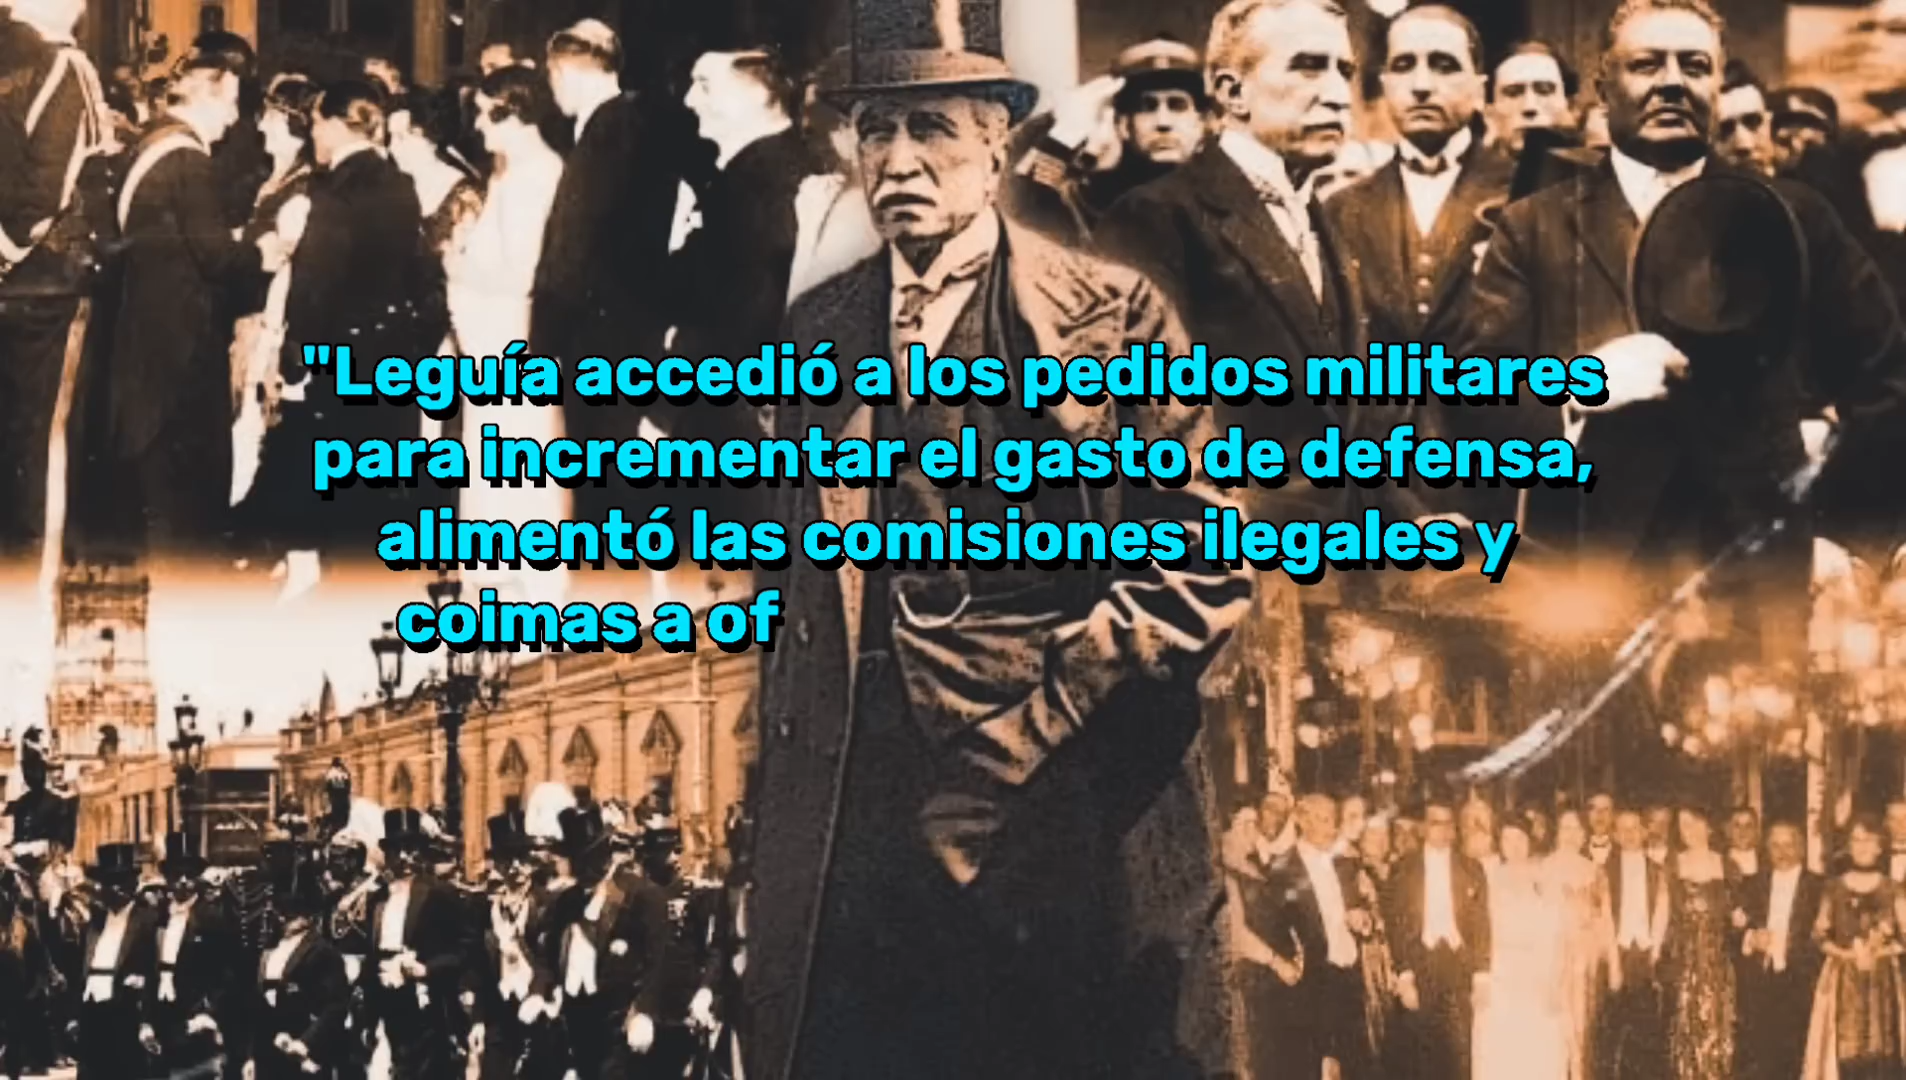 "Leguía accedió a los pedidos militares
para incrementar el gasto de defensa,
alimentó las comisiones ilegales y
coimas a of